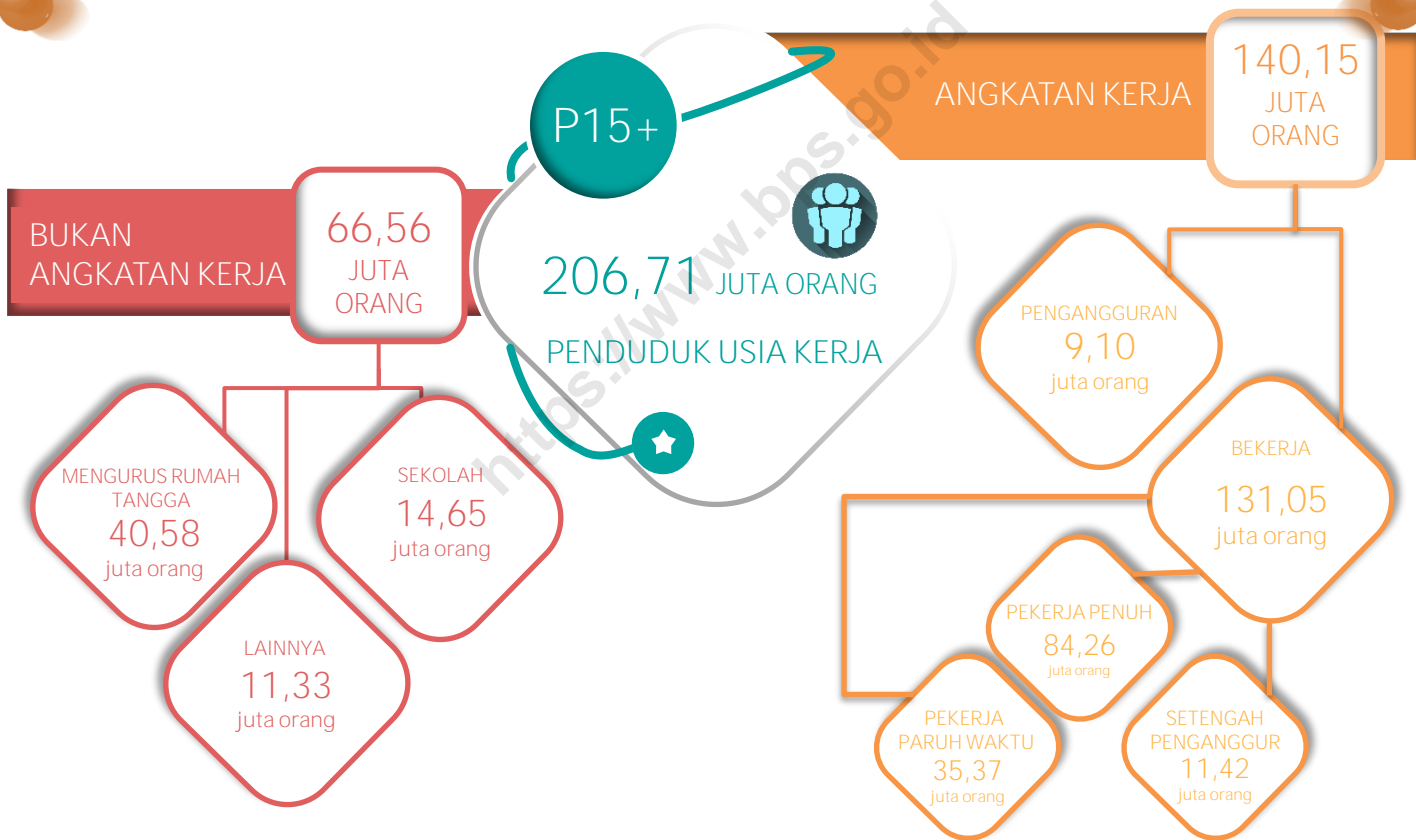 P15+
206,71 JUTA ORANG
PENDUDUK USIA KERJA
https://www.bps.go.id
BUKAN
ANGKATAN KERJA
66,56
JUTA
ORANG
MENGURUS RUMAH
TANGGA
40,58
juta orang
SEKOLAH
14,65
juta orang
LAINNYA
11,33
juta orang
ANGKATAN KERJA
140,15
JUTA
ORANG
PENGANGGURAN
9,10
juta orang
BEKERJA
131,05
juta orang
PEKERJA PENUH
84,26
juta orang
PEKERJA
PARUH WAKTU
35,37
juta orang
SETENGAH
PENGANGGUR
11,42
juta orang